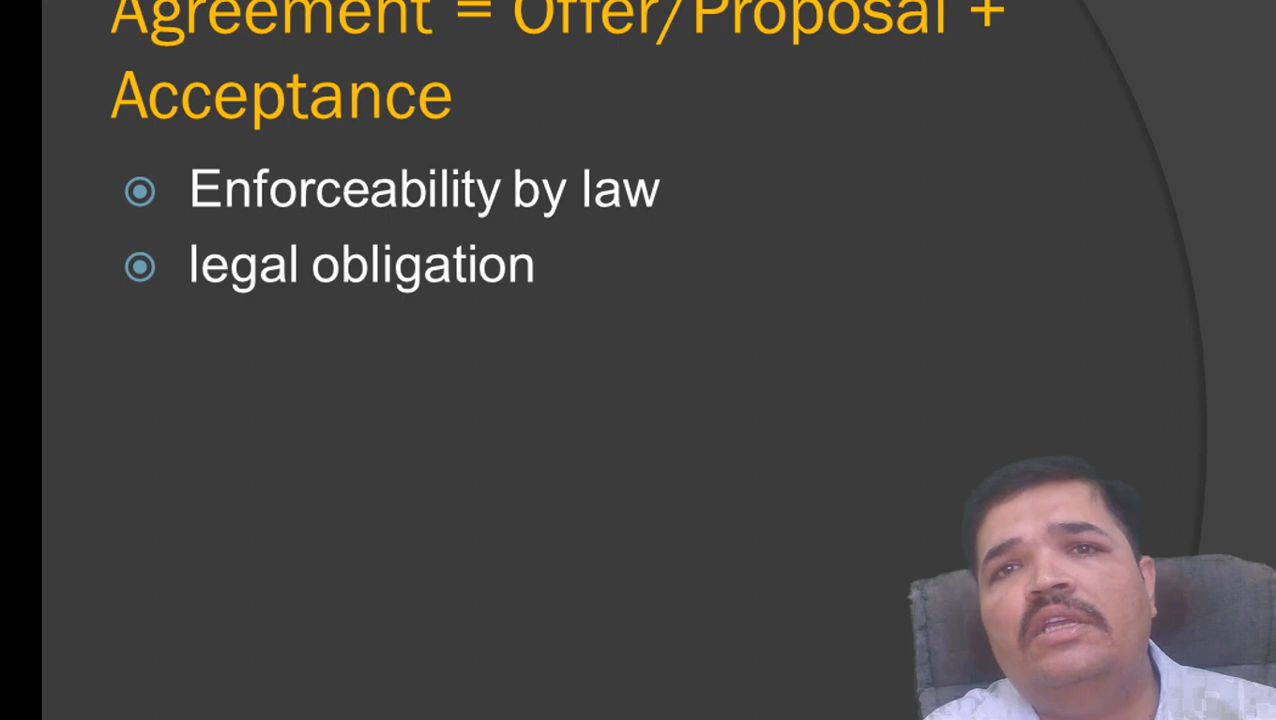 Agreement = Offer/Proposal +
Acceptance
Enforceability by law
legal obligation